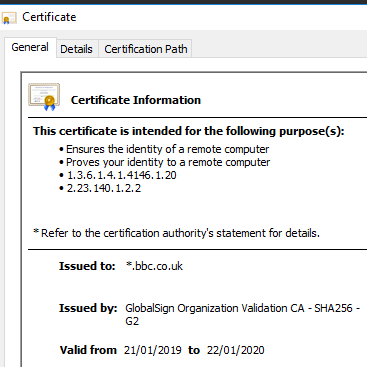 Certificate
General Details Certification Path
Certificate Information
This certificate is intended for the following purpose(s):
• Ensures the identity of a remote computer
• Proves your identity to a remote computer
• 1.3.6.1.4.1.4146.1.20
• 2.23.140.1.2.2
* Refer to the certification authority's statement for details.
Issued to: *.bbc.co.uk
Issued by: GlobalSign Organization Validation CA - SHA256 -
G2
Valid from 21/01/2019 to 22/01/2020